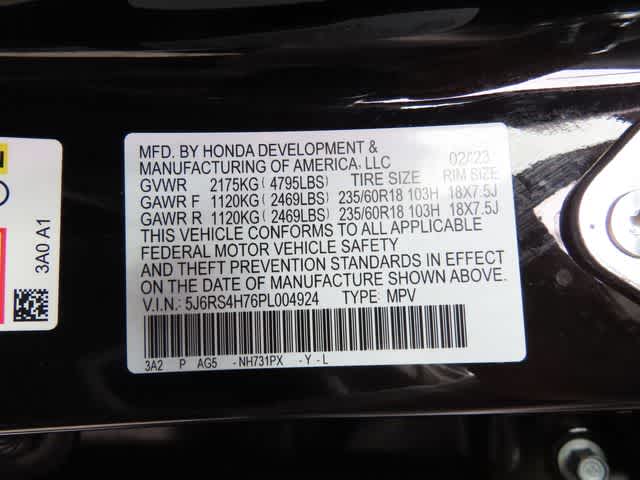 MFD. BY HONDA DEVELOPMENT &
MANUFACTURING OF AMERICA, LLC 02/23
GVWR 2175KG ( 4795LBS) TIRE SIZE RIM SIZE
GAWR F 1120KG ( 2469LBS) 235/60R18 103H 18X7.5J
GAWR R 1120KG ( 2469LBS) 235/60R18 103H 18X7.5J
THIS VEHICLE CONFORMS TO ALL APPLICABLE
FEDERAL MOTOR VEHICLE SAFETY
AND THEFT PREVENTION STANDARDS IN EFFECT
ON THE DATE OF MANUFACTURE SHOWN ABOVE.
V.I.N.: 5J6RS4H76PL004924 TYPE: MPV
3A2 P AG5 -NH731PX -Y-L
3A0 A1